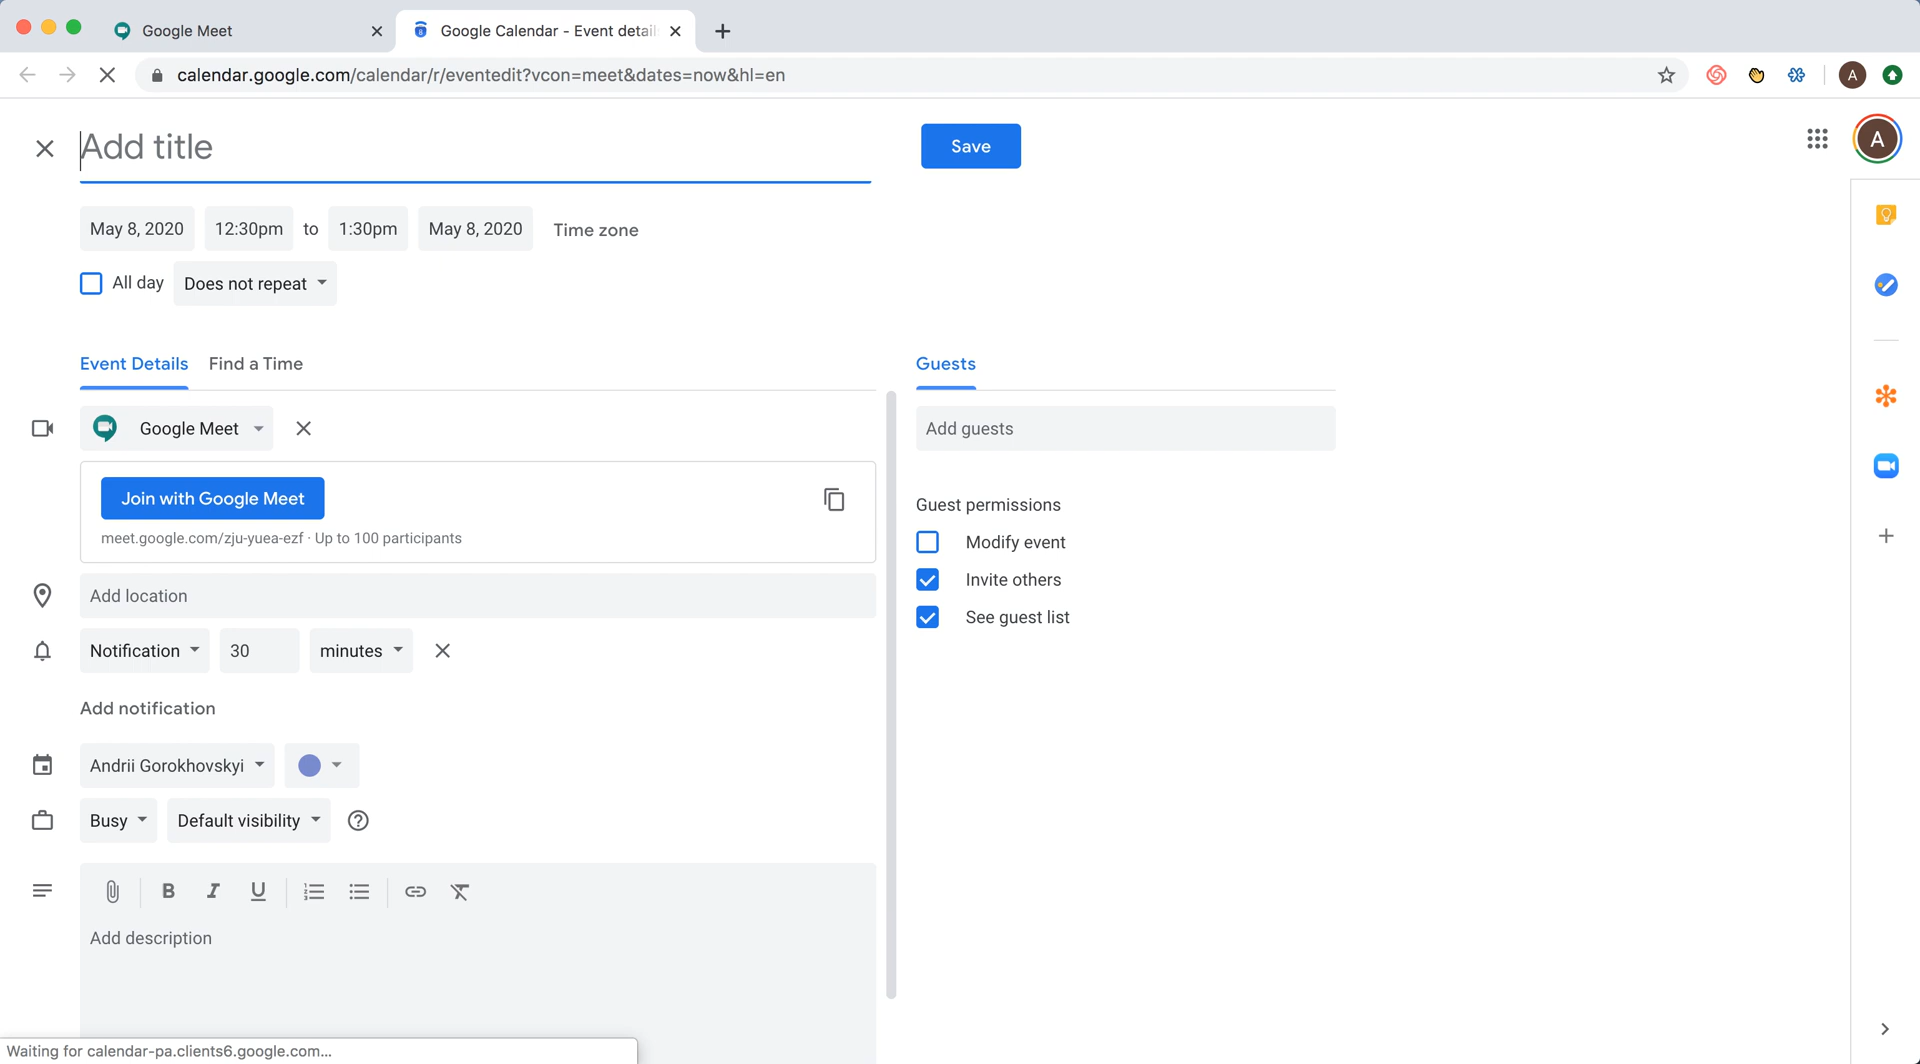 Google Meet
Google Calendar - Event detail
calendar.google.com/calendar/r/eventedit?vcon=meet&dates=now&hl=en
A
Add title
Save
A
May 8, 2020 12:30pm to 1:30pm May 8, 2020 Time zone
All day Does not repeat
Event Details Find a Time
Guests
Google Meet
Add guests
Join with Google Meet
meet.google.com/zju-yuea-ezf · Up to 100 participants
Guest permissions
Modify event
Invite others
See guest list
Add location
Notification 30 minutes
Add notification
Andrii Gorokhovskyi
Busy Default visibility
B I U
Add description
Waiting for calendar-pa.clients6.google.com...